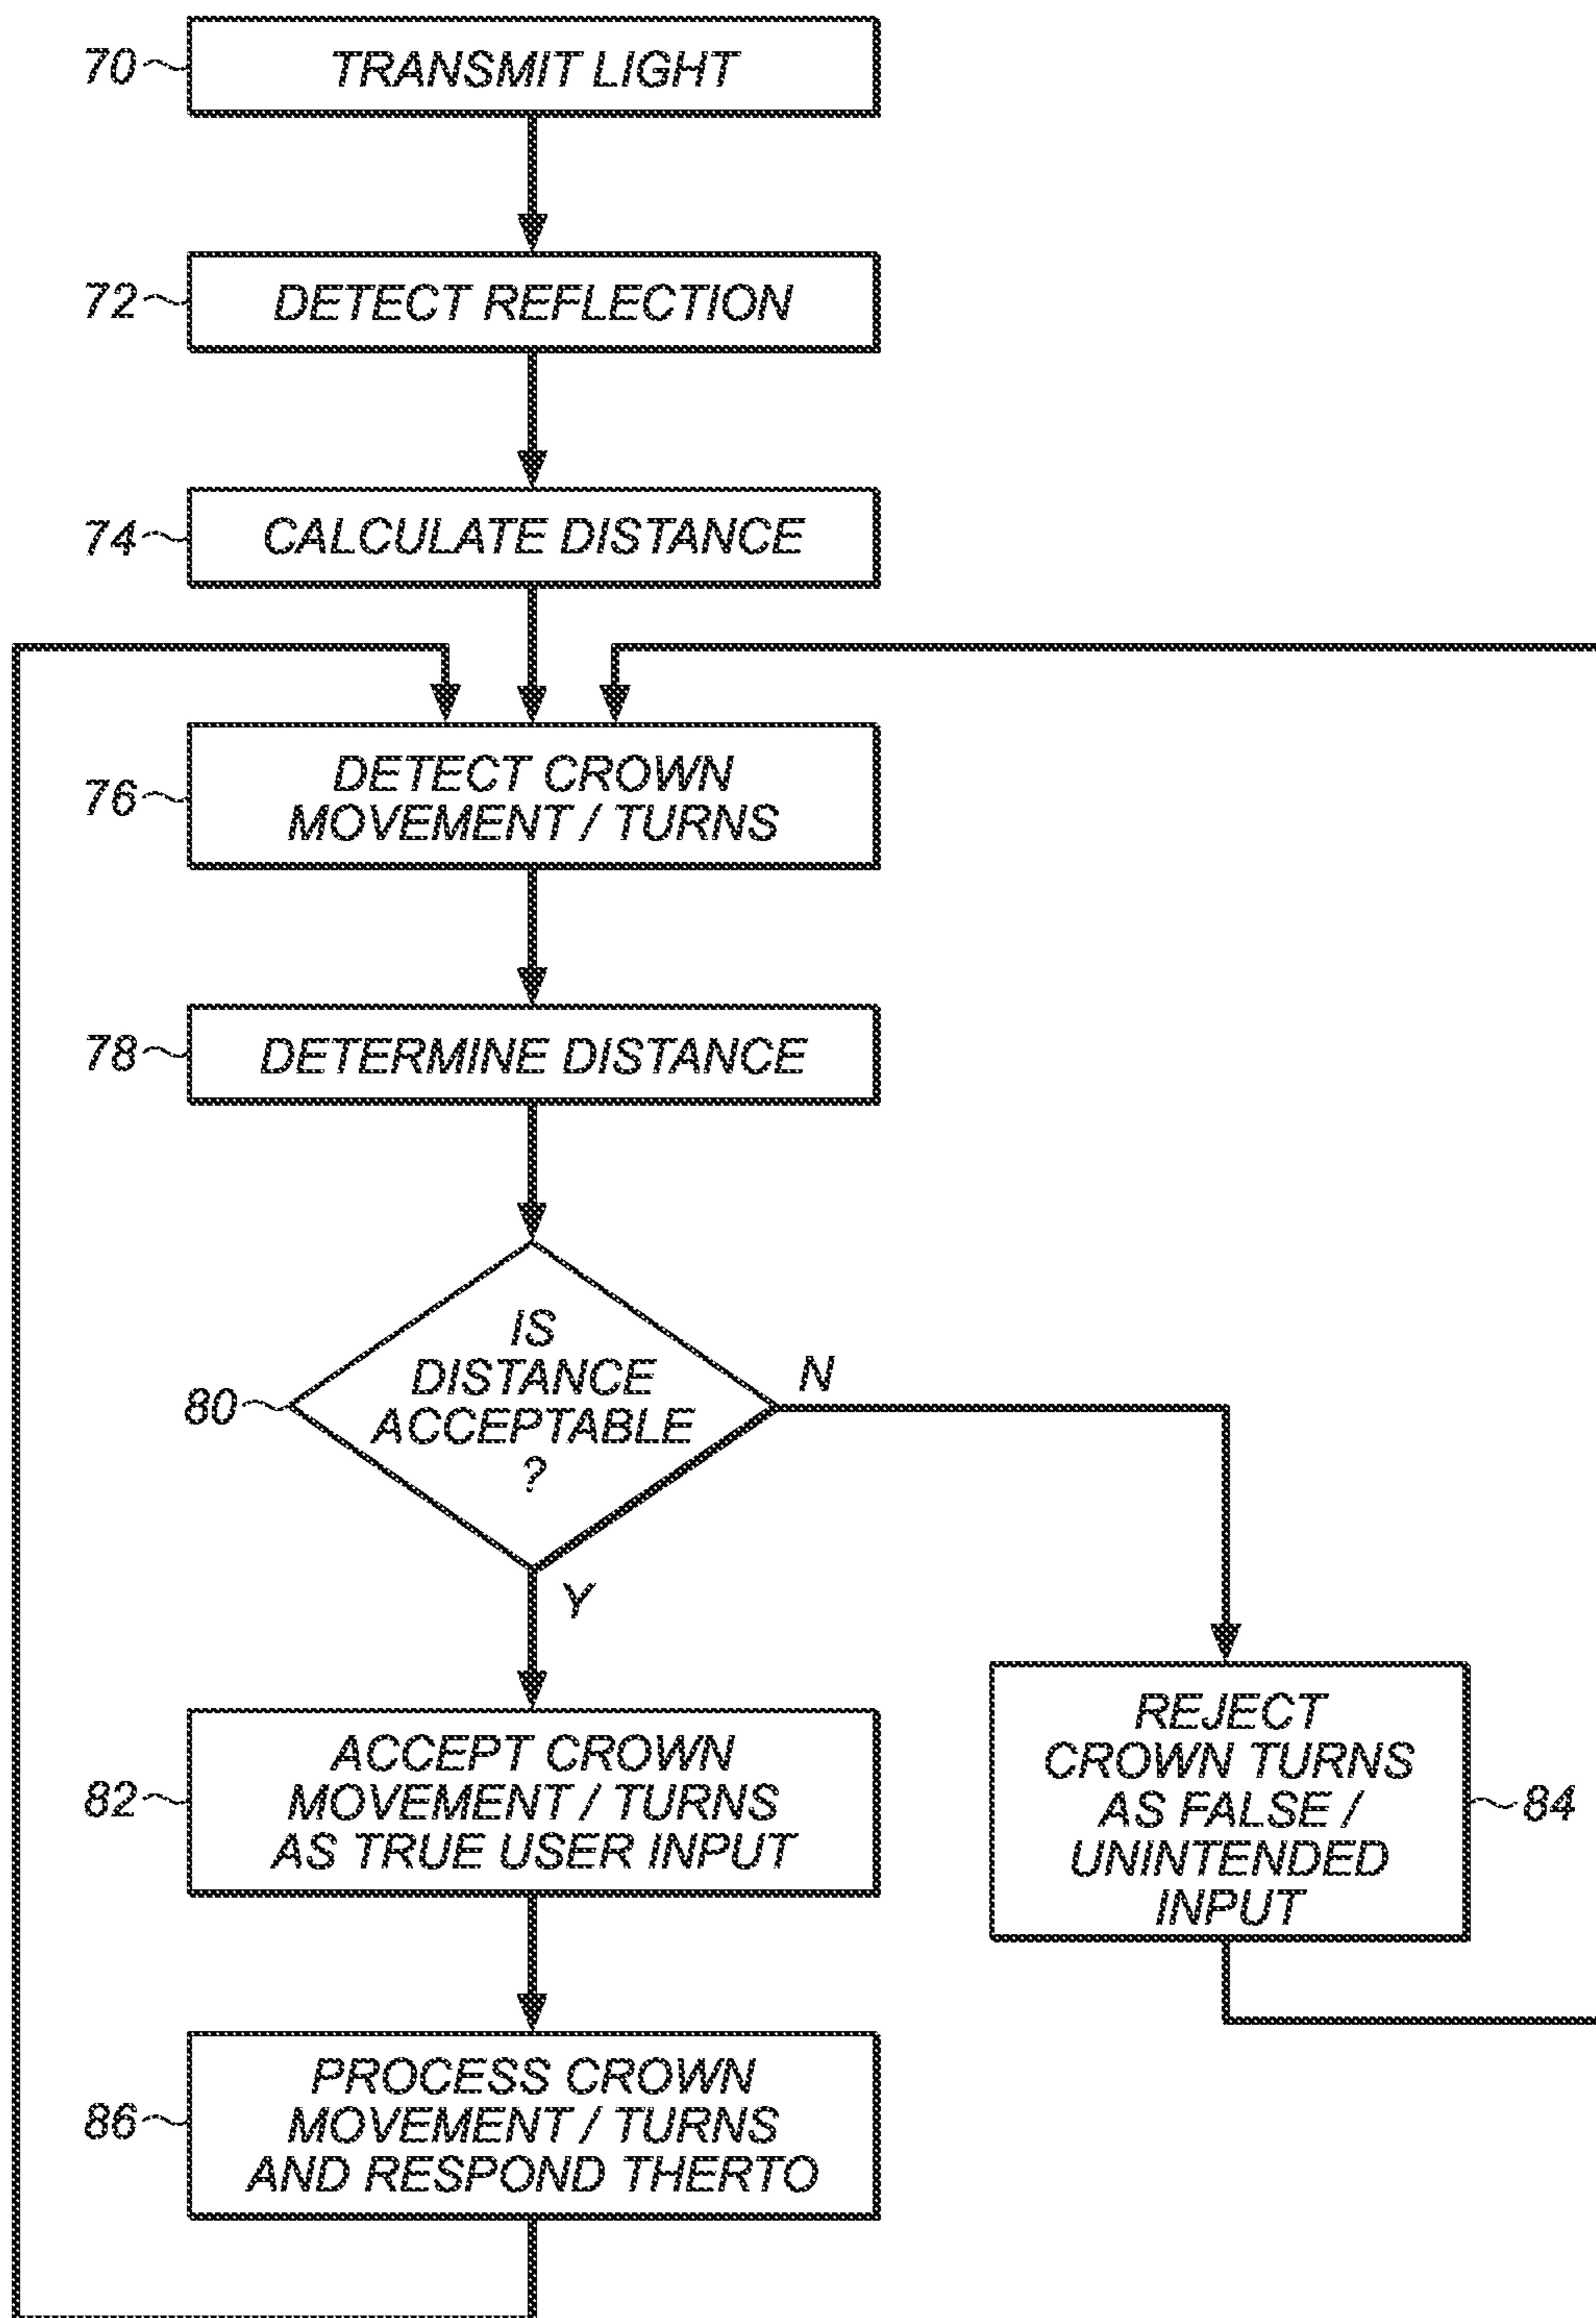 70
TRANSMIT LIGHT
72
DETECT REFLECTION
74
CALCULATE DISTANCE
76
DETECT CROWN
MOVEMENT / TURNS
78
DETERMINE DISTANCE
80
IS
DISTANCE
ACCEPTABLE
?
N
Y
82
ACCEPT CROWN
MOVEMENT / TURNS
AS TRUE USER INPUT
REJECT
CROWN TURNS
AS FALSE /
UNINTENDED
INPUT
84
86
PROCESS CROWN
MOVEMENT / TURNS
AND RESPOND THERTO